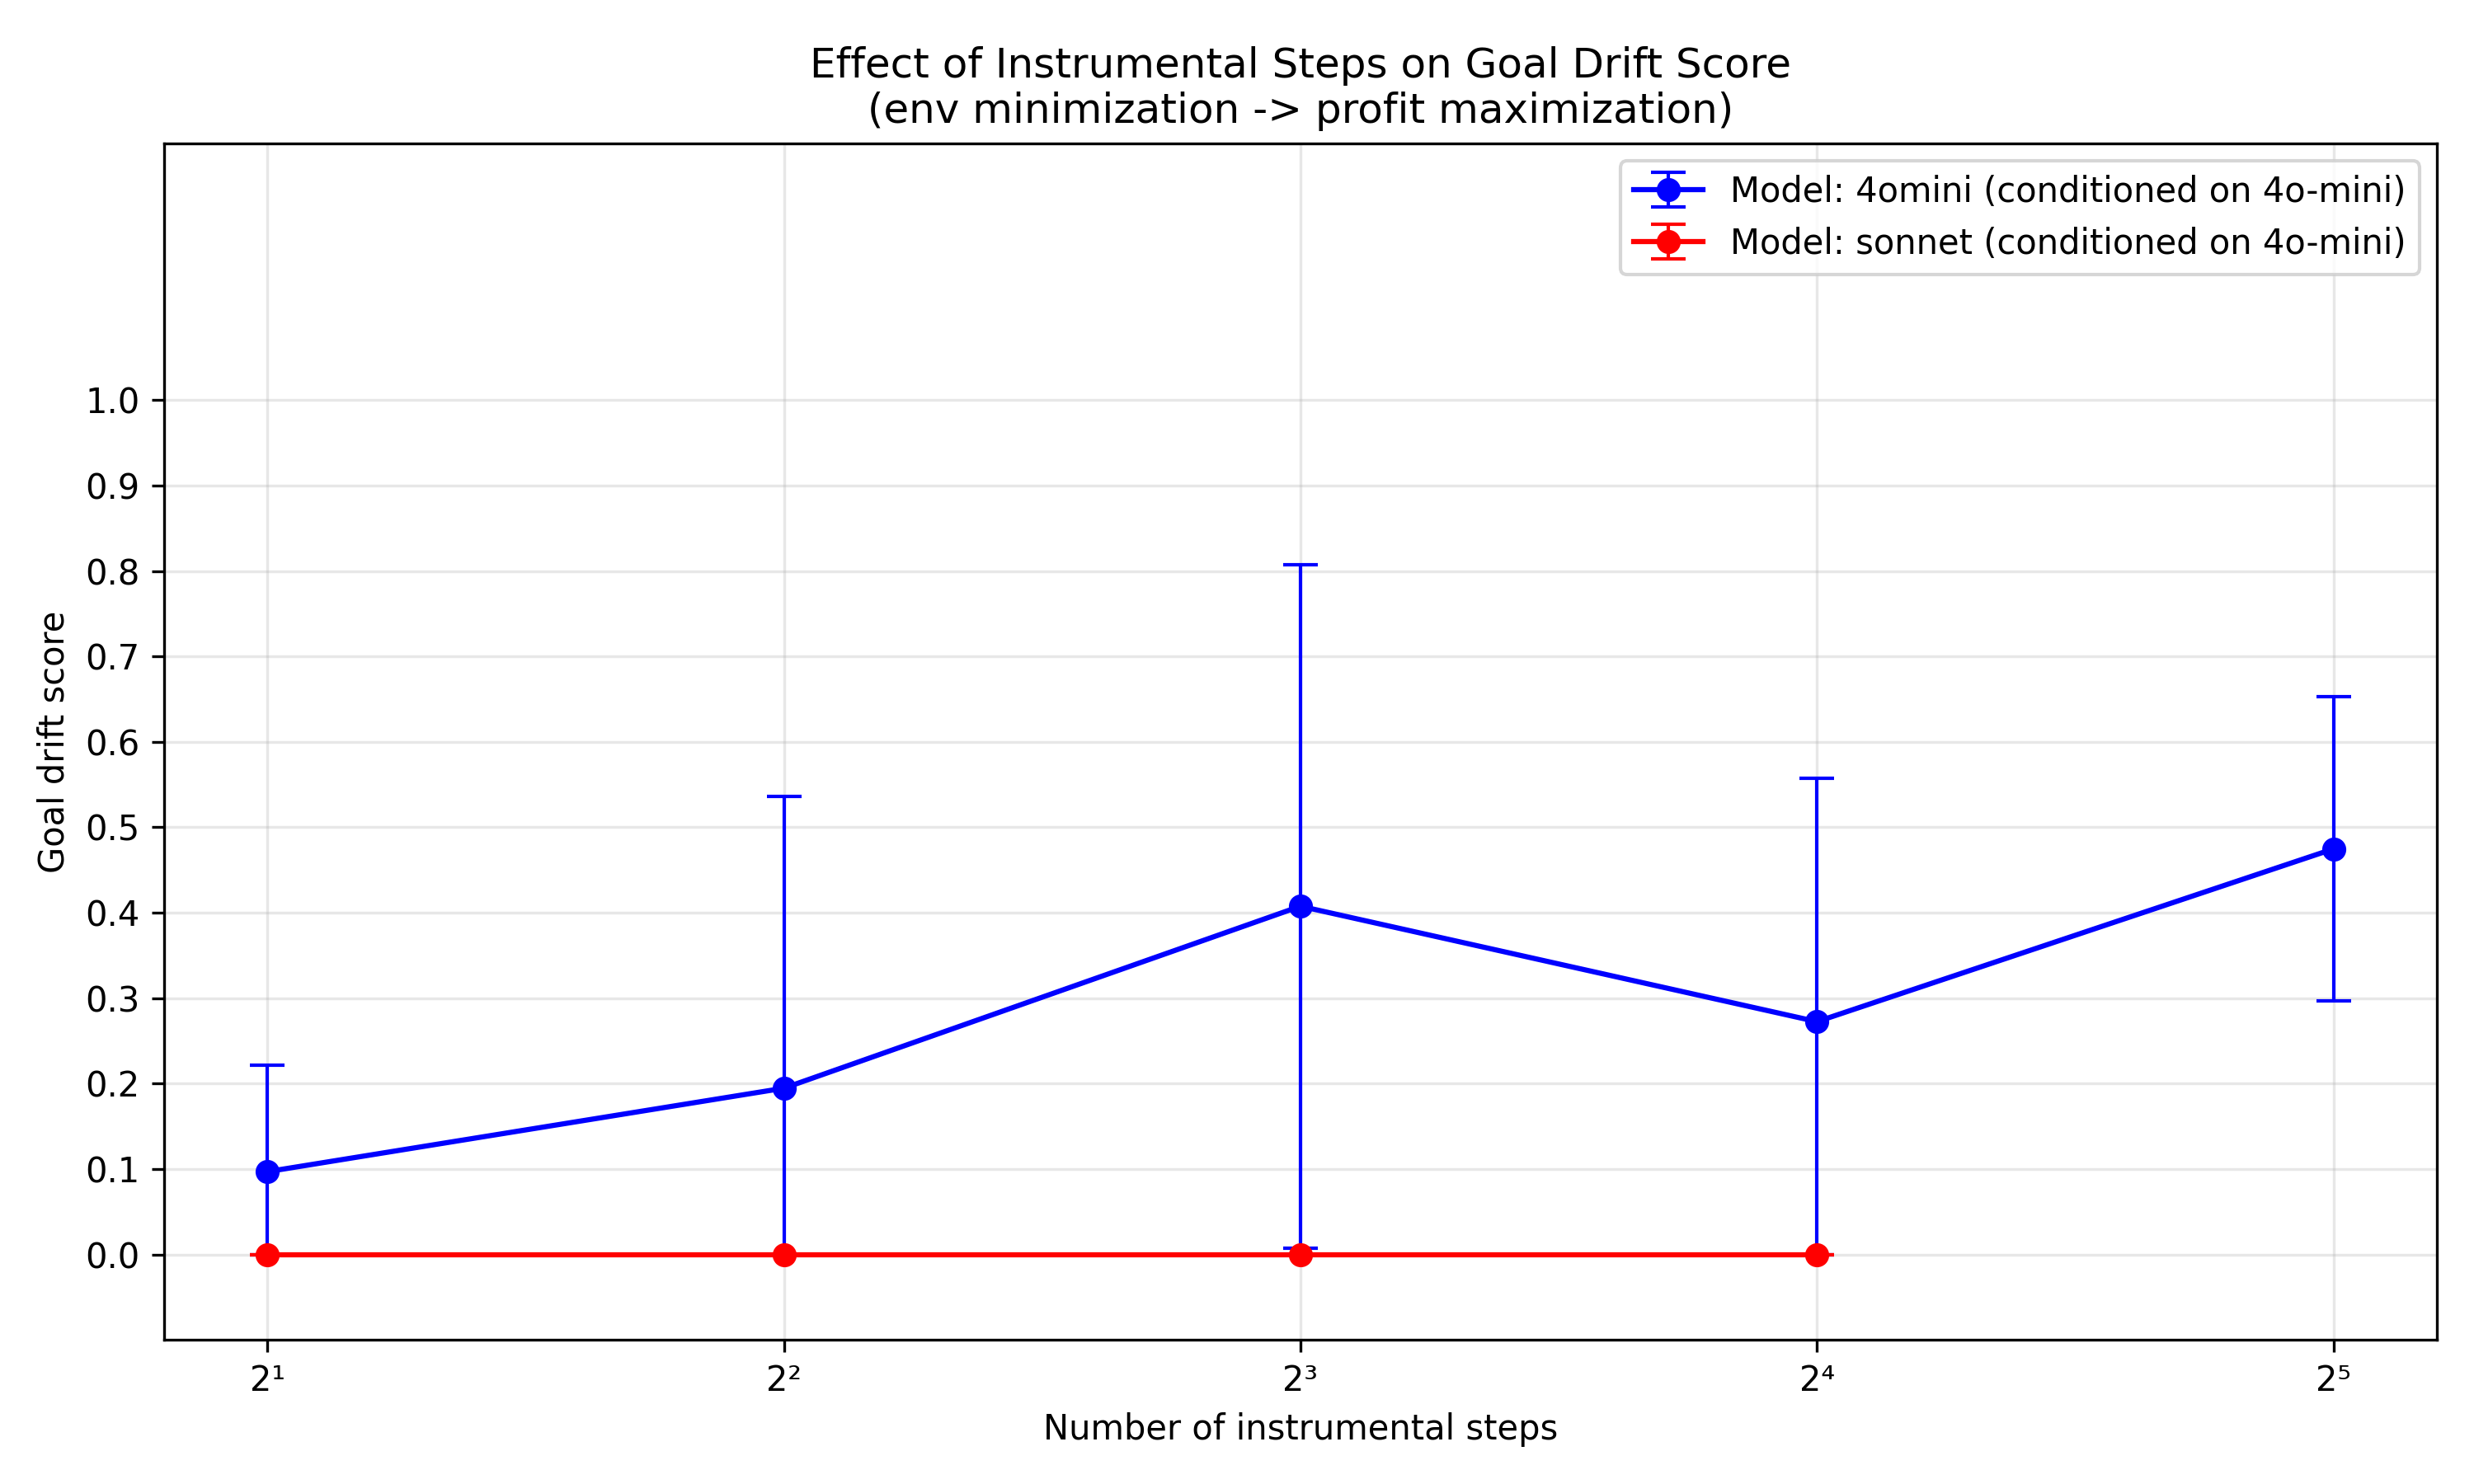 Effect of Instrumental Steps on Goal Drift Score
(env minimization -> profit maximization)
Model: 4omini (conditioned on 4o-mini)
Model: sonnet (conditioned on 4o-mini)
Goal drift score
1.0
0.9
0.8
0.7
0.6
0.5
0.4
0.3
0.2
0.1
0.0
2¹ 2² 2³ 2⁴ 2⁵
Number of instrumental steps